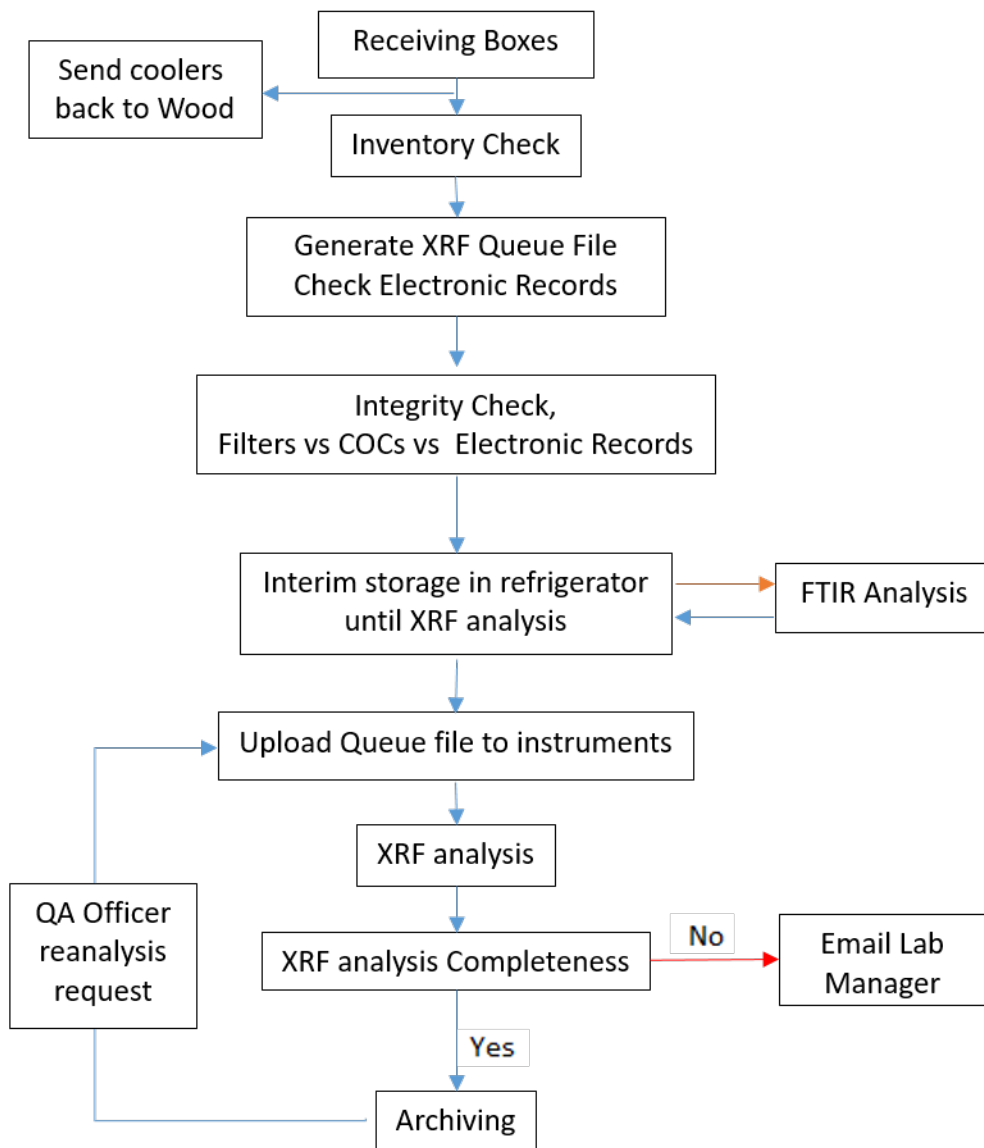 Receiving Boxes
Send coolers
back to Wood
Inventory Check
Generate XRF Queue File
Check Electronic Records
Integrity Check,
Filters vs COCs vs  Electronic Records
Interim storage in refrigerator
until XRF analysis
FTIR Analysis
Upload Queue file to instruments
XRF analysis
QA Officer
reanalysis
request
XRF analysis Completeness
No
Email Lab
Manager
Yes
Archiving